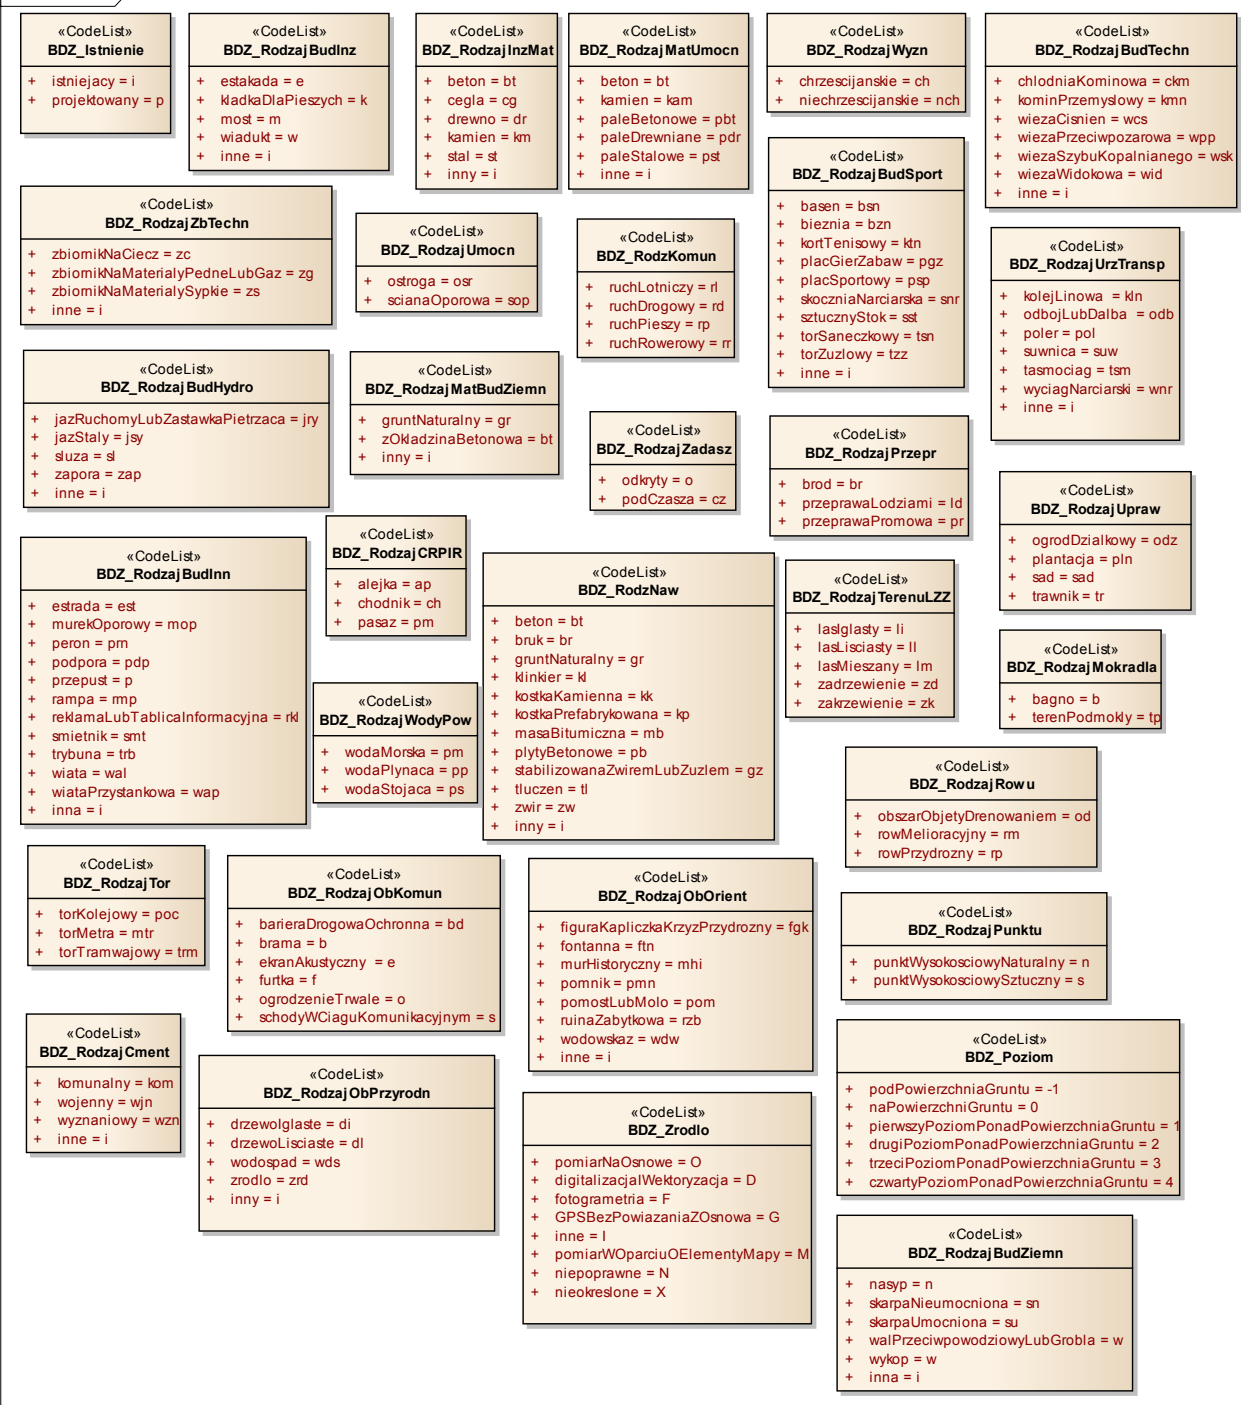 «CodeList»
BDZ_Istnienie
+ istniejacy = i
+ projektowany = p
«CodeList»
BDZ_RodzajBudInz
+ estakada = e
+ kladkaDlaPieszych = k
+ most = m
+ wiadukt = w
+ inne = i
«CodeList»
BDZ_RodzajInzMat
+ beton = bt
+ cegla = cg
+ drewno = dr
+ kamien = km
+ stal = st
+ inny = i
«CodeList»
BDZ_RodzajMatUmocn
+ beton = bt
+ kamien = kam
+ paleBetonowe = pbt
+ paleDrewniane = pdr
+ paleStalowe = pst
+ inne = i
«CodeList»
BDZ_RodzajWyzn
+ chrzescijanskie = ch
+ niechrzescijanskie = nch
«CodeList»
BDZ_RodzajBudTechn
+ chlodniaKominowa = ckm
+ kominPrzemyslowy = kmn
+ wiezaCisnien = wcs
+ wiezaPrzeciwpozarowa = wpp
+ wiezaSzybuKopalnianego = wsk
+ wiezaWidokowa = wid
+ inne = i
«CodeList»
BDZ_RodzajZbTechn
+ zbiornikNaCiecz = zc
+ zbiornikNaMaterialyPedneLubGaz = zg
+ zbiornikNaMaterialySypkie = zs
+ inne = i
«CodeList»
BDZ_RodzajUmocn
+ ostroga = osr
+ scianaOporowa = sop
«CodeList»
BDZ_RodzKomun
+ ruchLotniczy = rl
+ ruchDrogowy = rd
+ ruchPieszy = rp
+ ruchRowerowy = rr
«CodeList»
BDZ_RodzajBudSport
+ basen = bsn
+ bieznia = bzn
+ kortTenisowy = ktn
+ placGierZabaw = pgz
+ placSportowy = psp
+ skoczniaNarciarska = snr
+ sztucznyStok = sst
+ torSaneczkowy = tsn
+ torZuzlowy = tzz
+ inne = i
«CodeList»
BDZ_RodzajUrzTransp
+ kolejLinowa = kln
+ odbojLubDalba = odb
+ poler = pol
+ suwnica = suw
+ tasmociag = tsm
+ wyciagNarciarski = wnr
+ inne = i
«CodeList»
BDZ_RodzajBudHydro
+ jazRuchomyLubZastawkaPietrzaca = jry
+ jazStaly = jsy
+ sluza = sl
+ zapora = zap
+ inne = i
«CodeList»
BDZ_RodzajMatBudZiemn
+ gruntNaturalny = gr
+ zOkladzinaBetonowa = bt
+ inny = i
«CodeList»
BDZ_RodzajZadasz
+ odkryty = o
+ podCzasza = cz
«CodeList»
BDZ_RodzajPrzepr
+ brod = br
+ przeprawaLodziami = ld
+ przeprawaPromowa = pr
«CodeList»
BDZ_RodzajUpraw
+ ogrodDzialkowy = odz
+ plantacja = pln
+ sad = sad
+ trawnik = tr
«CodeList»
BDZ_RodzajBudInn
+ estrada = est
+ murekOporowy = mop
+ peron = prn
+ podpora = pdp
+ przepust = p
+ rampa = rmp
+ reklamaLubTablicaInformacyjna = rkl
+ smietnik = smt
+ trybuna = trb
+ wiata = wal
+ wiataPrzystankowa = wap
+ inna = i
«CodeList»
BDZ_RodzajCRPIR
+ alejka = ap
+ chodnik = ch
+ pasaz = pm
«CodeList»
BDZ_RodzNaw
+ beton = bt
+ bruk = br
+ gruntNaturalny = gr
+ klinkier = kl
+ kostkaKamienna = kk
+ kostkaPrefabrykowana = kp
+ masaBitumiczna = mb
+ plytyBetonowe = pb
+ stabilizowanaZwiremLubZuzlem = gz
+ tluczen = tl
+ zwir = zw
+ inny = i
«CodeList»
BDZ_RodzajTerenuLZZ
+ lasIglasty = li
+ lasLisciasty = ll
+ lasMieszany = lm
+ zadrzewienie = zd
+ zakrzewienie = zk
«CodeList»
BDZ_RodzajMokradla
+ bagno = b
+ terenPodmokly = tp
«CodeList»
BDZ_RodzajWodyPow
+ wodaMorska = pm
+ wodaPlynaca = pp
+ wodaStojaca = ps
«CodeList»
BDZ_RodzajRowu
+ obszarObjetyDrenowaniem = od
+ rowMelioracyjny = rm
+ rowPrzydrozny = rp
«CodeList»
BDZ_RodzajTor
+ torKolejowy = poc
+ torMetra = mtr
+ torTramwajowy = trm
«CodeList»
BDZ_RodzajObKomun
+ barieraDrogowaOchronna = bd
+ brama = b
+ ekranAkustyczny = e
+ furtka = f
+ ogrodzenieTrwale = o
+ schodyWCiaguKomunikacyjnym = s
«CodeList»
BDZ_RodzajObOrient
+ figuraKapliczkaKrzyzPrzydrozny = fgk
+ fontanna = ftn
+ murHistoryczny = mhi
+ pomnik = pmn
+ pomostLubMolo = pom
+ ruinaZabytkowa = rzb
+ wodowskaz = wdw
+ inne = i
«CodeList»
BDZ_RodzajPunktu
+ punktWysokosciowyNaturalny = n
+ punktWysokosciowySztuczny = s
«CodeList»
BDZ_RodzajCment
+ komunalny = kom
+ wojenny = wjn
+ wyznaniowy = wzn
+ inne = i
«CodeList»
BDZ_RodzajObPrzyrodn
+ drzewoIglaste = di
+ drzewoLisciaste = dl
+ wodospad = wds
+ zrodlo = zrd
+ inny = i
«CodeList»
BDZ_Zrodlo
+ pomiarNaOsnowe = O
+ digitalizacjaIWektoryzacja = D
+ fotogrametria = F
+ GPSBezPowiazaniaZOsnowa = G
+ inne = I
+ pomiarWOparciuOElementyMapy = M
+ niepoprawne = N
+ nieokreslone = X
«CodeList»
BDZ_Poziom
+ podPowierzchniaGruntu = -1
+ naPowierzchniGruntu = 0
+ pierwszyPoziomPonadPowierzchniaGruntu = 1
+ drugiPoziomPonadPowierzchniaGruntu = 2
+ trzeciPoziomPonadPowierzchniaGruntu = 3
+ czwartyPoziomPonadPowierzchniaGruntu = 4
«CodeList»
BDZ_RodzajBudZiemn
+ nasyp = n
+ skarpaNieumocniona = sn
+ skarpaUmocniona = su
+ walPrzeciwpowodziowyLubGrobla = w
+ wykop = w
+ inna = i